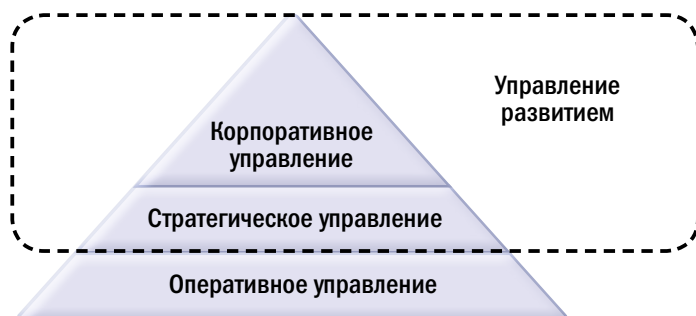 Управление
развитием
Корпоративное
управление
Стратегическое управление
Оперативное управление